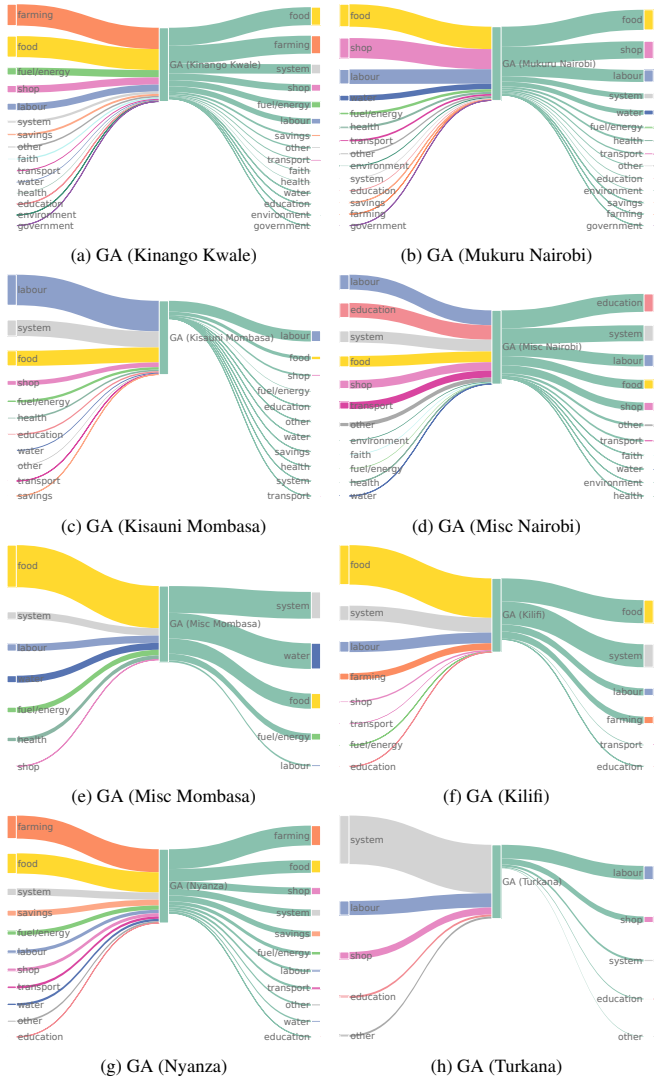 farming
food
fuel/energy
shop
labour
system
savings
other
faith
transport
water
health
education
environment
government
GA (Kinango Kwale)
food
farming
system
shop
fuel/energy
labour
savings
other
transport
faith
health
water
education
environment
government
(a) GA (Kinango Kwale)
food
shop
labour
water
fuel/energy
health
transport
other
environment
system
education
savings
farming
government
GA (Mukuru Nairobi)
food
shop
labour
system
water
fuel/energy
health
transport
other
education
environment
savings
farming
government
(b) GA (Mukuru Nairobi)
labour
system
food
shop
fuel/energy
health
education
water
other
transport
savings
GA (Kisauni Mombasa)
labour
food
shop
fuel/energy
education
other
water
savings
health
system
transport
(c) GA (Kisauni Mombasa)
labour
education
system
food
shop
transport
other
environment
faith
fuel/energy
health
water
GA (Misc Nairobi)
education
system
labour
food
shop
other
transport
faith
water
environment
health
(d) GA (Misc Nairobi)
food
system
labour
water
fuel/energy
health
shop
GA (Misc Mombasa)
system
water
food
fuel/energy
labour
(e) GA (Misc Mombasa)
food
system
labour
farming
shop
transport
fuel/energy
education
GA (Kilifi)
food
system
labour
farming
transport
education
(f) GA (Kilifi)
farming
food
system
savings
fuel/energy
labour
shop
transport
water
other
education
GA (Nyanza)
farming
food
shop
system
savings
fuel/energy
labour
transport
other
water
education
(g) GA (Nyanza)
system
labour
shop
education
other
GA (Turkana)
labour
shop
system
education
other
(h) GA (Turkana)